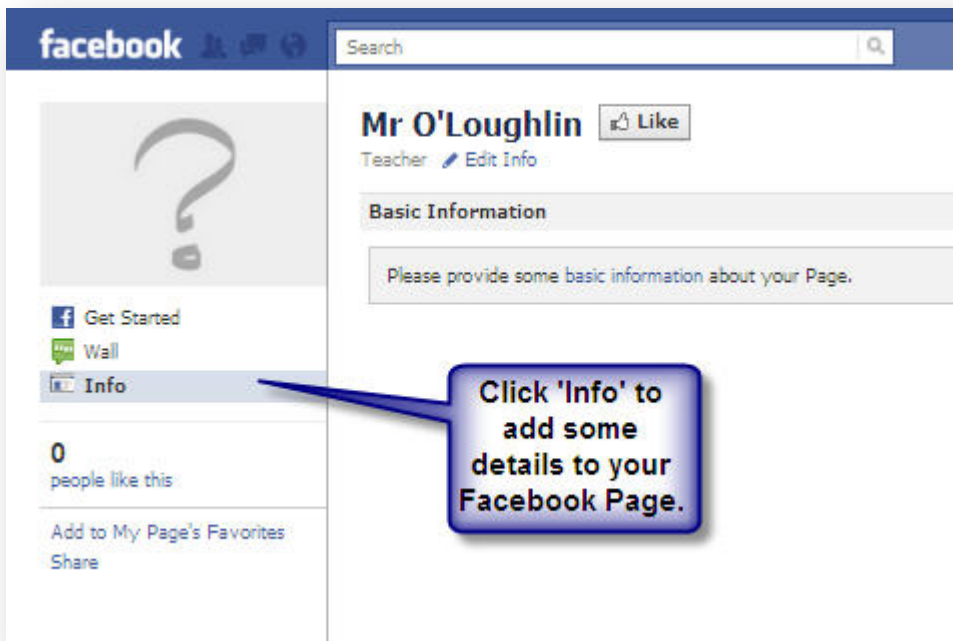 facebook
Search
Mr O'Loughlin
Like
Teacher Edit Info
Basic Information
Please provide some basic information about your Page.
Get Started
Wall
Info
0
people like this
Add to My Page's Favorites
Share
Click 'Info' to
add some
details to your
Facebook Page.